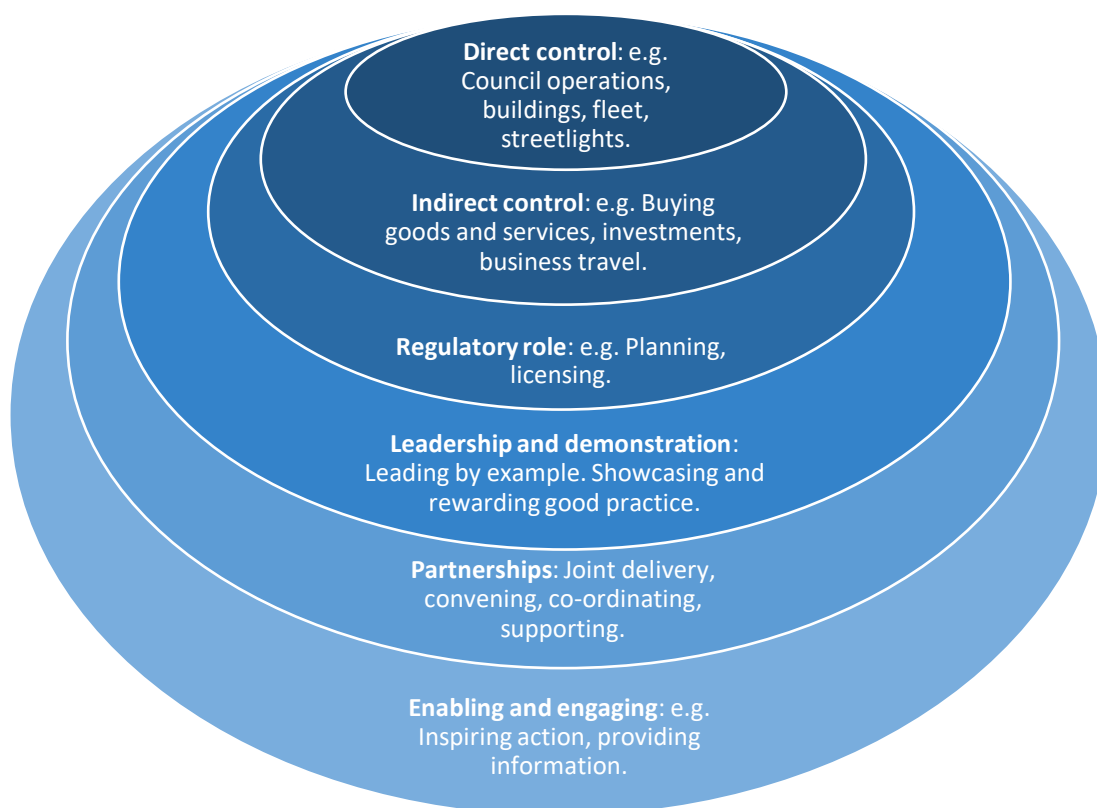 Direct control: e.g.
Council operations,
buildings, fleet,
streetlights.
Indirect control: e.g. Buying
goods and services, investments,
business travel.
Regulatory role: e.g. Planning,
licensing.
Leadership and demonstration:
Leading by example. Showcasing and
rewarding good practice.
Partnerships: Joint delivery,
convening, co-ordinating,
supporting.
Enabling and engaging: e.g.
Inspiring action, providing
information.